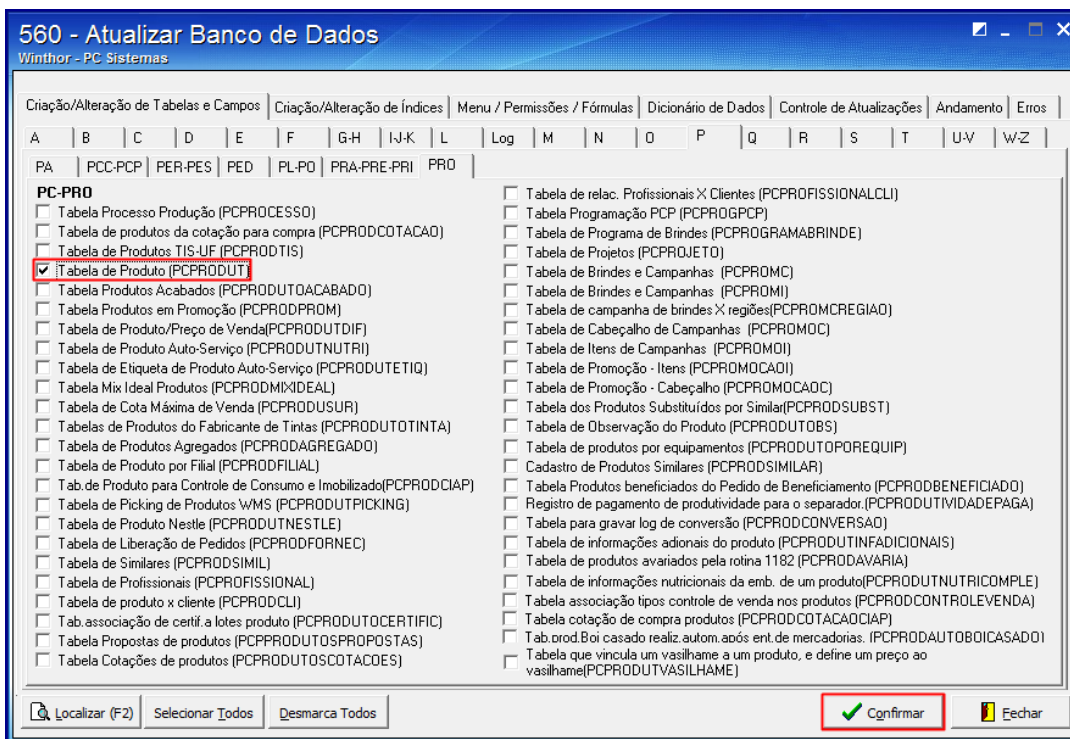 560 - Atualizar Banco de Dados
Winthor - PC Sistemas
Criação/Alteração de Tabelas e Campos Criação/Alteração de Índices Menu / Permissões / Fórmulas Dicionário de Dados Controle de Atualizações Andamento Erros
A B C D E F G-H I-J-K L Log M N O P Q R S T U-V W-Z
PA PCC-PCP PER-PES PED PL-PO PRA-PRE-PRI PRO
PC-PRO
Tabela Processo Produção (PCPROCESSO)
Tabela de produtos da cotação para compra (PCPRODCOTACAO)
Tabela de Produtos TIS-UF (PCPRODTIS)
Tabela de Produto (PCPRODUT)
Tabela Produtos Acabados (PCPRODUTOACABADO)
Tabela Produtos em Promoção (PCPRODPROM)
Tabela de Produto/Preço de Venda(PCPRODUTDIF)
Tabela de Produto Auto-Serviço (PCPRODUTNUTRI)
Tabela de Etiqueta de Produto Auto-Serviço (PCPRODUTETIQ)
Tabela Mix Ideal Produtos (PCPRODMIXIDEAL)
Tabela de Cota Máxima de Venda (PCPRODUSUR)
Tabelas de Produtos do Fabricante de Tintas (PCPRODUTOTINTA)
Tabela de Produtos Agregados (PCPRODAGREGADO)
Tabela de Produto por Filial (PCPRODFILIAL)
Tab.de Produto para Controle de Consumo e Imobilizado(PCPRODCIAP)
Tabela de Picking de Produtos WMS (PCPRODUTPICKING)
Tabela de Produto Nestle (PCPRODUTNESTLE)
Tabela de Liberação de Pedidos (PCPRODFORNEC)
Tabela de Similares (PCPRODSIMIL)
Tabela de Profissionais (PCPROFISSIONAL)
Tabela de produto x cliente (PCPRODCLI)
Tab.associação de certif.a lotes produto (PCPRODUTOCERTIFIC)
Tabela Propostas de produtos (PCPPRODUTOSPROPOSTAS)
Tabela Cotações de produtos (PCPPRODUTOSCOTACOES)
Tabela de relac. Profissionais X Clientes (PCPROFISSIONALCLI)
Tabela Programação PCP (PCPROGPCP)
Tabela de Programa de Brindes (PCPROGRAMABRINDE)
Tabela de Projetos (PCPROJETO)
Tabela de Brindes e Campanhas (PCPROMC)
Tabela de Brindes e Campanhas (PCPROMI)
Tabela de campanha de brindes X regiões(PCPROMCREGIAO)
Tabela de Cabeçalho de Campanhas (PCPROMOC)
Tabela de Itens de Campanhas (PCPROMOI)
Tabela de Promoção - Itens (PCPROMOCAOI)
Tabela de Promoção - Cabeçalho (PCPROMOCAOC)
Tabela dos Produtos Substituídos por Similar(PCPRODSUBST)
Tabela de Observação do Produto (PCPRODUTOBS)
Tabela de produtos por equipamentos (PCPRODUTOPOREQUIP)
Cadastro de Produtos Similares (PCPRODSIMILAR)
Tabela Produtos beneficiados do Pedido de Beneficiamento (PCPRODBENEFICIADO)
Registro de pagamento de produtividade para o separador.(PCPRODUTIVIDADEPAGA)
Tabela para gravar log de conversão (PCPRODCONVERSAO)
Tabela de informações adionais do produto (PCPRODUTINFADICIONAIS)
Tabela de produtos avariados pela rotina 1182 (PCPRODAVARIA)
Tabela de informações nutricionais da emb. de um produto(PCPRODUTNUTRICOMPLE)
Tabela associação tipos controle de venda nos produtos (PCPRODCONTROLEVENDA)
Tabela cotação de compra produtos (PCPRODCOTACAOCIAP)
Tab.prod.Boi casado realiz.autom.após ent.de mercadorias. (PCPRODAUTOBOICASADO)
Tabela que vincula um vasilhame a um produto, e define um preço ao
vasilhame(PCPRODUTVASILHAME)
Localizar (F2) Selecionar Todos Desmarca Todos Confirmar Fechar